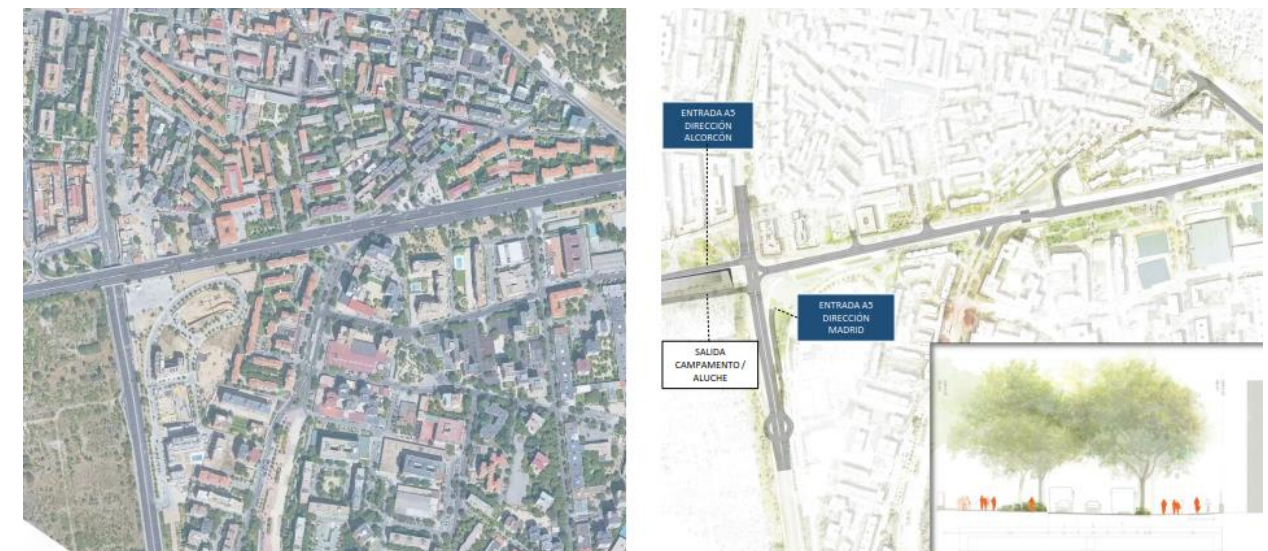 ENTRADA A5
DIRECCIÓN
ALCORCÓN
ENTRADA A5
DIRECCIÓN
MADRID
SALIDA
CAMPAMENTO /
ALUCHE